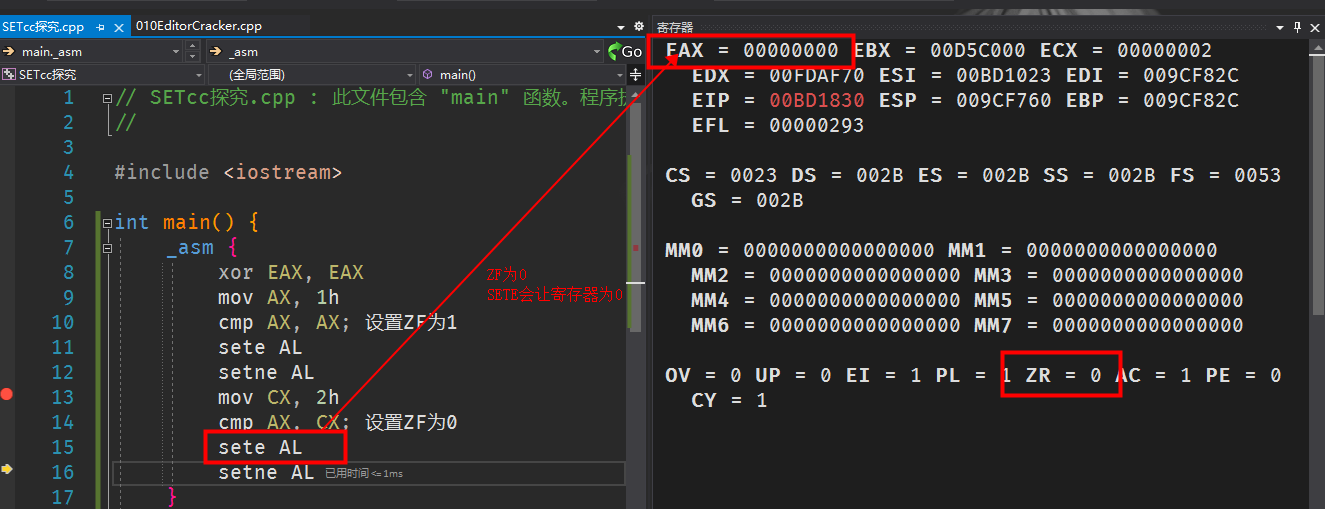 SETcc探究.cpp 010EditorCracker.cpp
main._asm _asm Go
SETcc探究 (全局范围) main()
1 // SETcc探究.cpp : 此文件包含 "main" 函数。程序执
2 //
3
4 #include <iostream>
5
6 int main() {
7 _asm {
8 xor EAX, EAX
9 mov AX, 1h
10 cmp AX, AX; 设置ZF为1
11 sete AL
12 setne AL
13 mov CX, 2h
14 cmp AX, CX; 设置ZF为0
15 sete AL
16 setne AL 已用时间 <= 1ms
17 }
ZF为0
SETE会让寄存器为0
寄存器
EAX = 00000000 EBX = 00D5C000 ECX = 00000002
EDX = 00FDAF70 ESI = 00BD1023 EDI = 009CF82C
EIP = 00BD1830 ESP = 009CF760 EBP = 009CF82C
EFL = 00000293
CS = 0023 DS = 002B ES = 002B SS = 002B FS = 0053
GS = 002B
MM0 = 0000000000000000 MM1 = 0000000000000000
MM2 = 0000000000000000 MM3 = 0000000000000000
MM4 = 0000000000000000 MM5 = 0000000000000000
MM6 = 0000000000000000 MM7 = 0000000000000000
OV = 0 UP = 0 EI = 1 PL = 1 ZR = 0 AC = 1 PE = 0
CY = 1